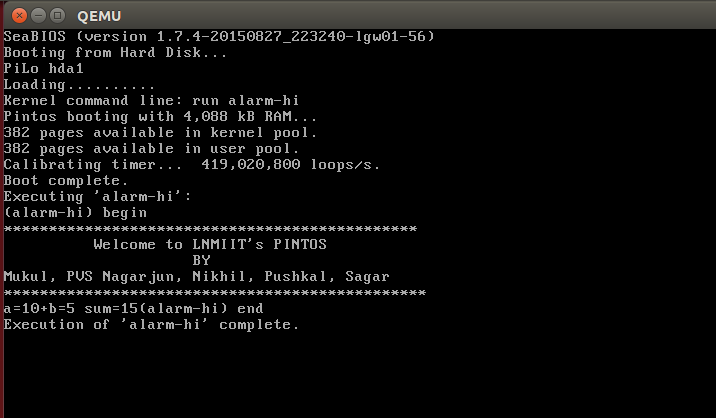 QEMU
SeaBIOS (version 1.7.4-20150827_223240-lgw01-56)
Booting from Hard Disk...
PiLo hda1
Loading..........
Kernel command line: run alarm-hi
Pintos booting with 4,088 kB RAM...
382 pages available in kernel pool.
382 pages available in user pool.
Calibrating timer...  419,020,800 loops/s.
Boot complete.
Executing 'alarm-hi':
(alarm-hi) begin
**********************************************
          Welcome to LNMIIT's PINTOS
                     BY
Mukul, PVS Nagarjun, Nikhil, Pushkal, Sagar
***********************************************
a=10+b=5 sum=15(alarm-hi) end
Execution of 'alarm-hi' complete.